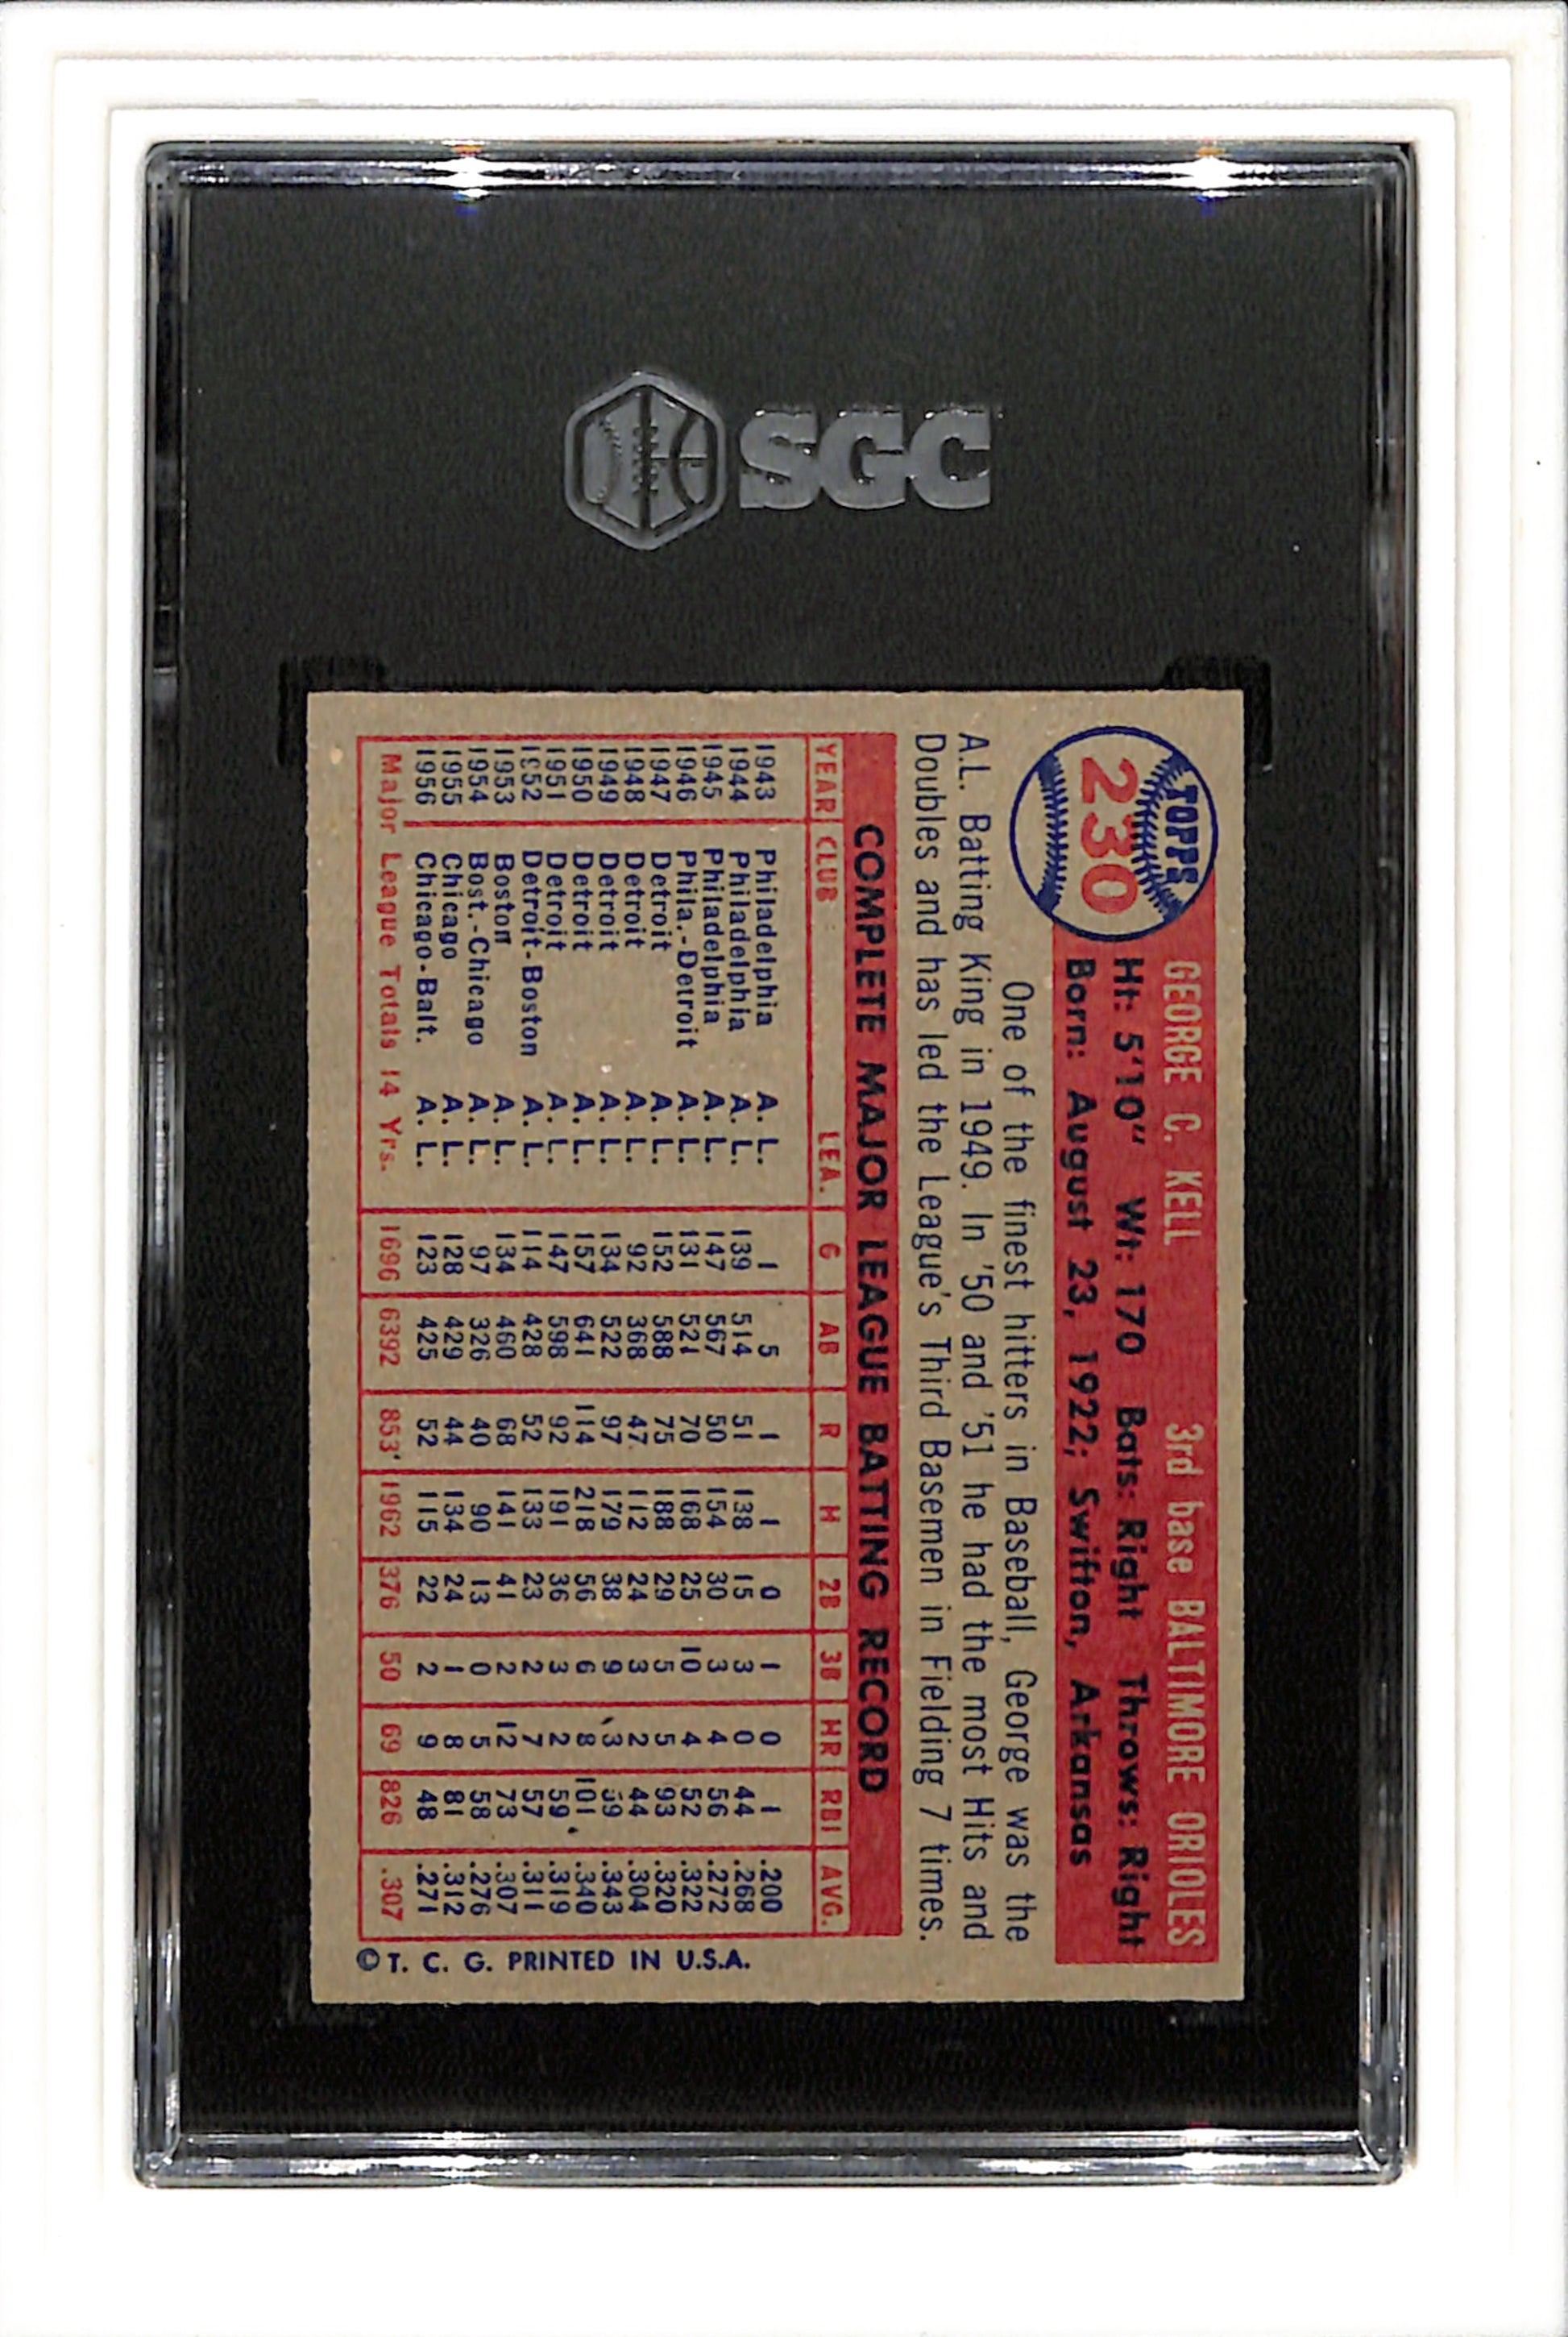 SGC
TOPPS
230
GEORGE C. KELL 3rd base BALTIMORE ORIOLES
Ht: 5'10" Wt: 170 Bats: Right Throws: Right
Born: August 23, 1922; Swifton, Arkansas
One of the finest hitters in Baseball, George was the
A.L. Batting King in 1949. In '50 and '51 he had the most Hits and
Doubles and has led the League's Third Basemen in Fielding 7 times.
COMPLETE MAJOR LEAGUE BATTING RECORD
YEAR CLUB LEA. G AB R H 2B 3B HR RBI AVG.
1943 Philadelphia A. L. 1 5 1 1 0 1 0 1 .200
1944 Philadelphia A. L. 139 514 51 138 15 3 0 44 .268
1945 Philadelphia A. L. 147 567 50 154 30 3 4 56 .272
1946 Phila.-Detroit A. L. 131 521 70 168 25 10 4 52 .322
1947 Detroit A. L. 152 588 75 188 29 5 5 93 .320
1948 Detroit A. L. 92 368 47 112 24 3 2 44 .304
1949 Detroit A. L. 134 522 97 179 38 9 3 59 .343
1950 Detroit A. L. 157 641 114 218 56 6 8 101 .340
1951 Detroit A. L. 147 598 92 191 36 3 2 59 .319
1952 Detroit-Boston A. L. 114 428 52 133 23 2 7 57 .311
1953 Boston A. L. 134 460 68 141 41 2 12 73 .307
1954 Bost.-Chicago A. L. 97 326 40 90 13 0 5 58 .276
1955 Chicago A. L. 128 429 44 134 24 1 8 81 .312
1956 Chicago-Balt. A. L. 123 425 52 115 22 2 9 48 .271
Major League Totals 14 Yrs. 1696 6392 853 1962 376 50 69 826 .307
© T. C. G. PRINTED IN U.S.A.